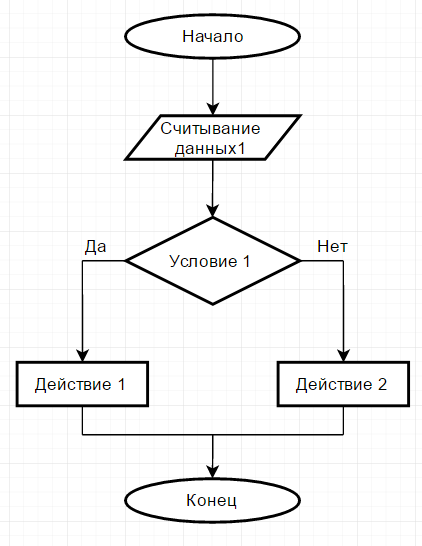 Начало
Считывание
данных1
Да
Нет
Условие 1
Действие 1
Действие 2
Конец